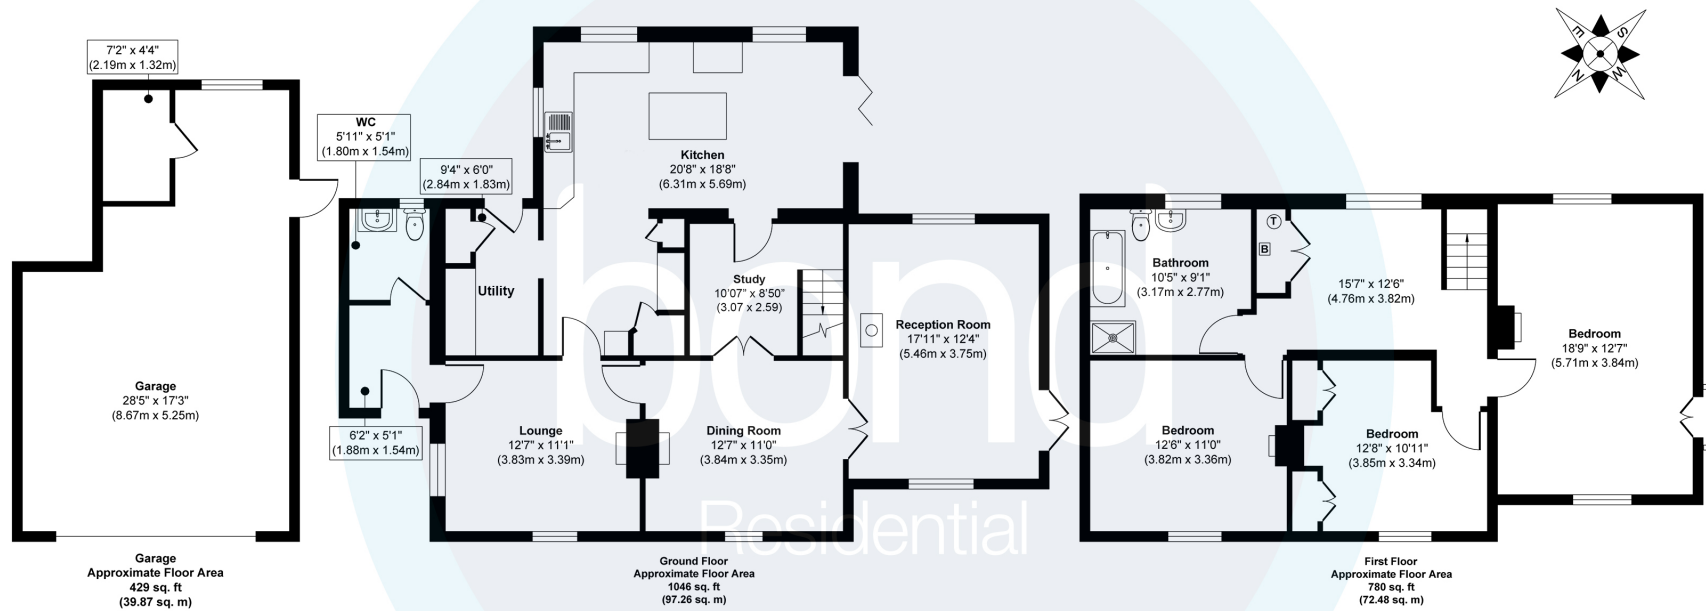 7'2" x 4'4"
(2.19m x 1.32m)
Garage
28'5" x 17'3"
(8.67m x 5.25m)
Garage
Approximate Floor Area
429 sq. ft
(39.87 sq. m)
WC
5'11" x 5'1"
(1.80m x 1.54m)
9'4" x 6'0"
(2.84m x 1.83m)
Kitchen
20'8" x 18'8"
(6.31m x 5.69m)
Utility
Study
10'07" x 8'50"
(3.07 x 2.59)
Reception Room
17'11" x 12'4"
(5.46m x 3.75m)
6'2" x 5'1"
(1.88m x 1.54m)
Lounge
12'7" x 11'1"
(3.83m x 3.39m)
Dining Room
12'7" x 11'0"
(3.84m x 3.35m)
bond
Residential
Ground Floor
Approximate Floor Area
1046 sq. ft
(97.26 sq. m)
E
S
N
W
Bathroom
10'5" x 9'1"
(3.17m x 2.77m)
T
B
15'7" x 12'6"
(4.76m x 3.82m)
Bedroom
18'9" x 12'7"
(5.71m x 3.84m)
Bedroom
12'6" x 11'0"
(3.82m x 3.36m)
Bedroom
12'8" x 10'11"
(3.85m x 3.34m)
First Floor
Approximate Floor Area
780 sq. ft
(72.48 sq. m)